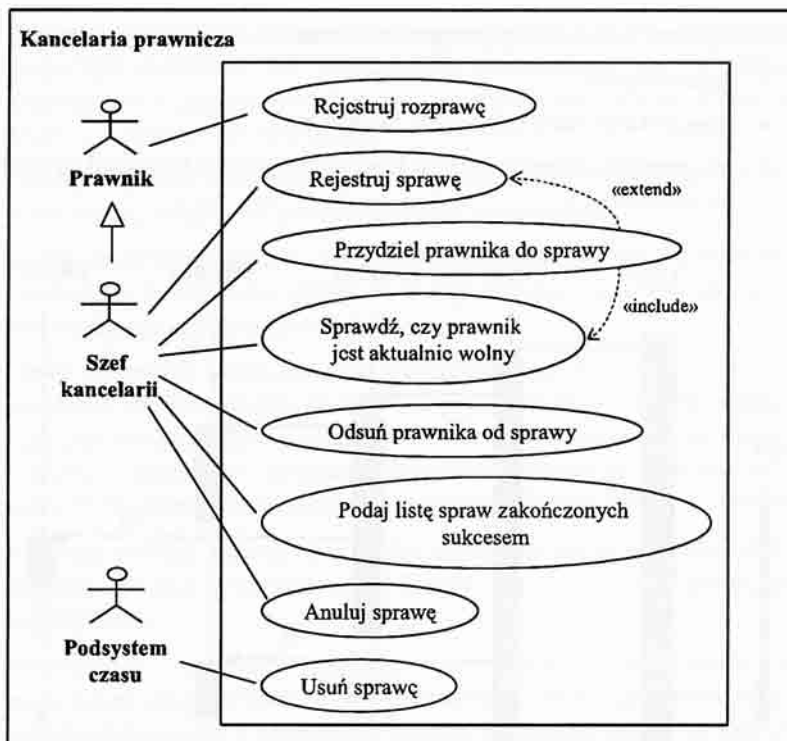 Kancelaria prawnicza
Rejestruj rozprawę
Prawnik
Rejestruj sprawę
«extend»
Przydziel prawnika do sprawy
«include»
Sprawdź, czy prawnik
jest aktualnie wolny
Szef
kancelarii
Odsuń prawnika od sprawy
Podaj listę spraw zakończonych
sukcesem
Anuluj sprawę
Podsystem
czasu
Usuń sprawę